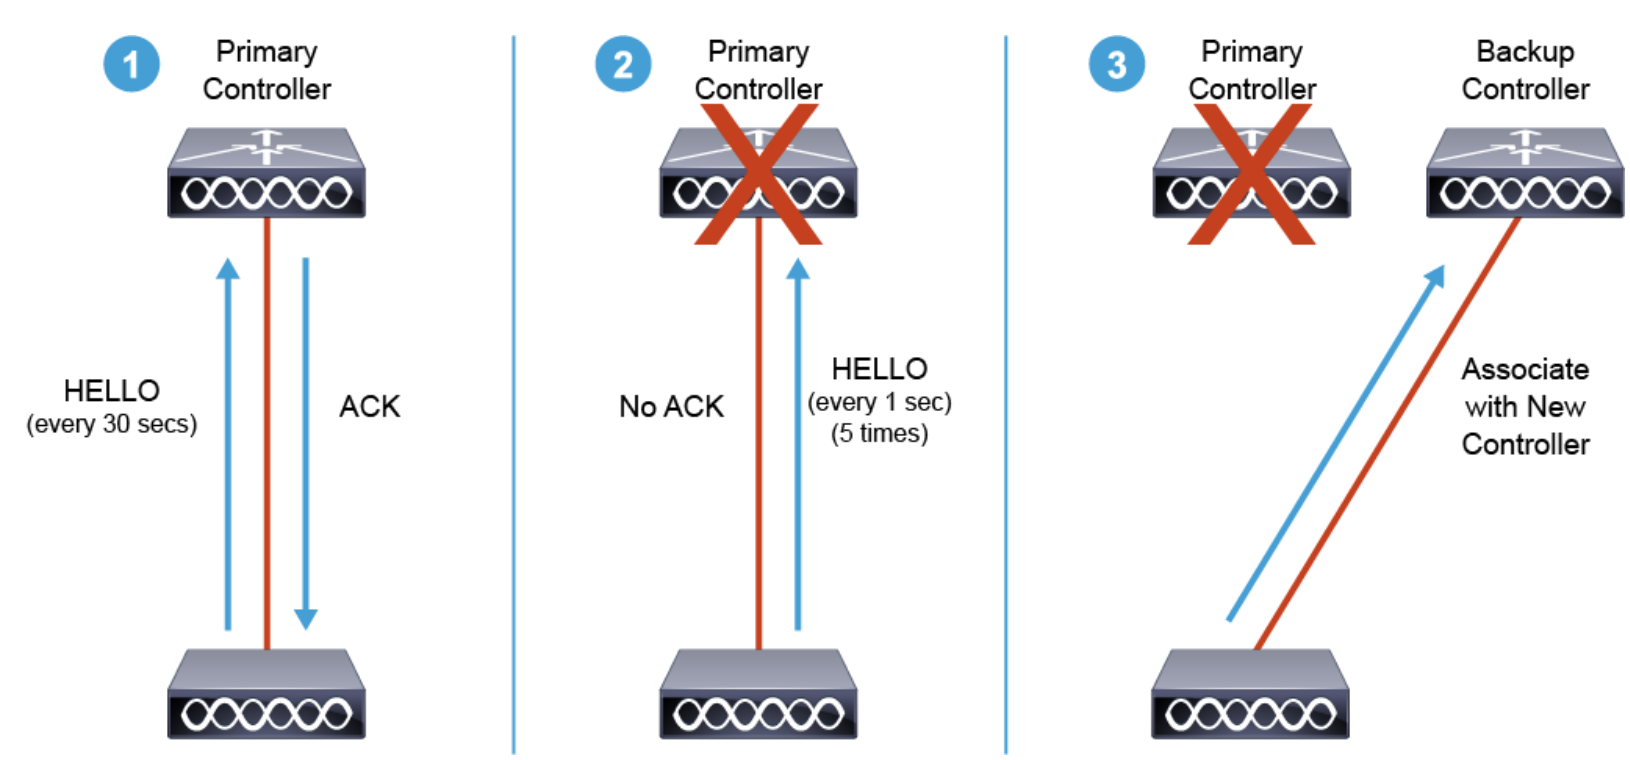 1
Primary
Controller
HELLO
(every 30 secs)
ACK
2
Primary
Controller
No ACK
HELLO
(every 1 sec)
(5 times)
3
Primary
Controller
Backup
Controller
Associate
with New
Controller